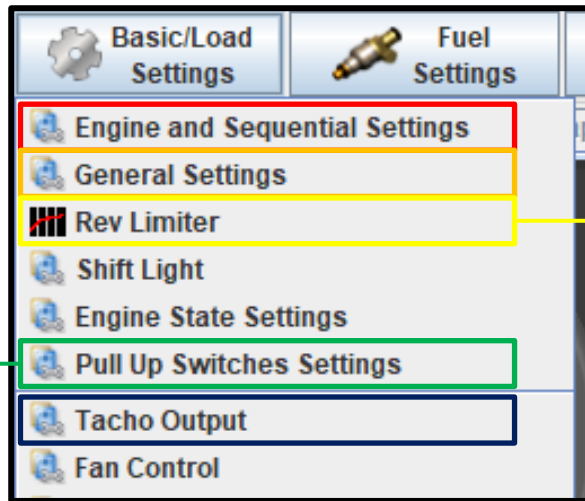 Basic/Load
Settings
Fuel
Settings
Engine and Sequential Settings
General Settings
Rev Limiter
Shift Light
Engine State Settings
Pull Up Switches Settings
Tacho Output
Fan Control